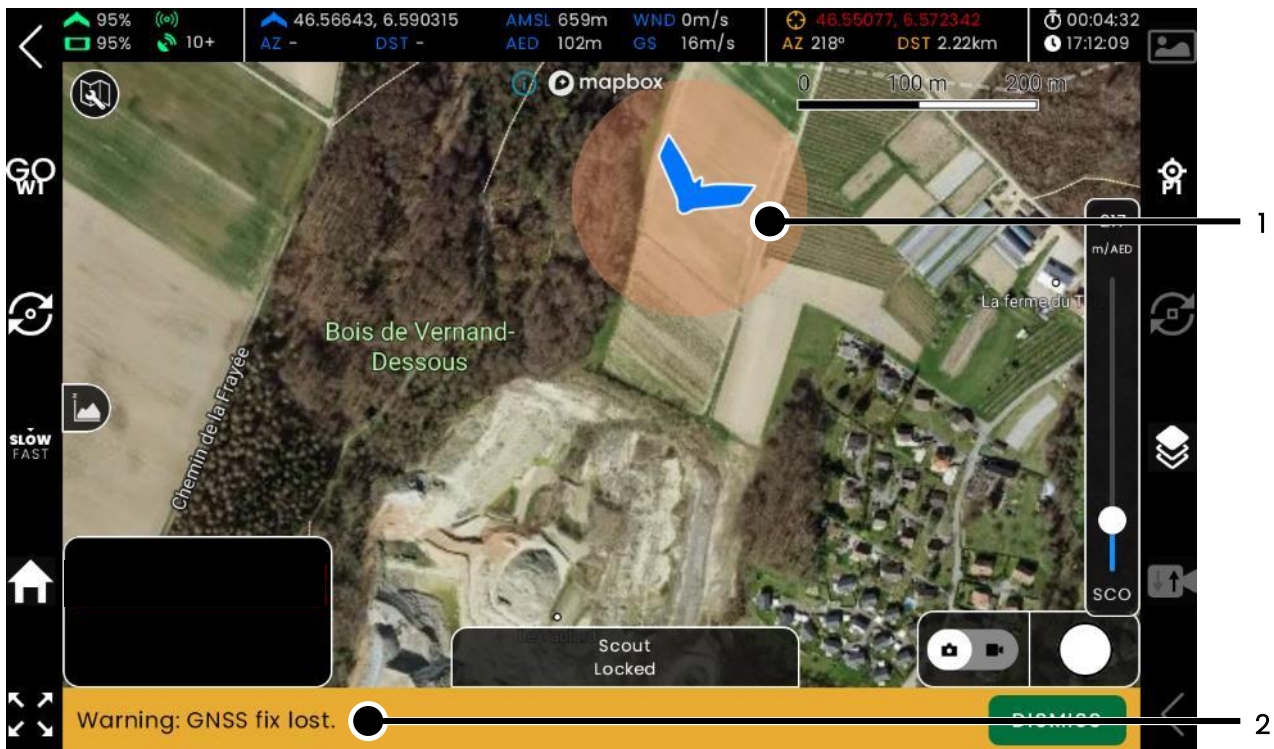 95%
95%
10+
46.56643, 6.590315
AZ -
DST -
AMSL 659m
AED 102m
WND 0m/s
GS 16m/s
46.55077, 6.572342
AZ 218°
DST 2.22km
00:04:32
17:12:09
i
mapbox
0
100 m
200 m
GO
WT
P1
1
m/AED
La ferme du
Bois de Vernand-
Dessous
Chemin de la Frayée
SLOW
FAST
SCO
Scout
Locked
Warning: GNSS fix lost.
DISMISS
2